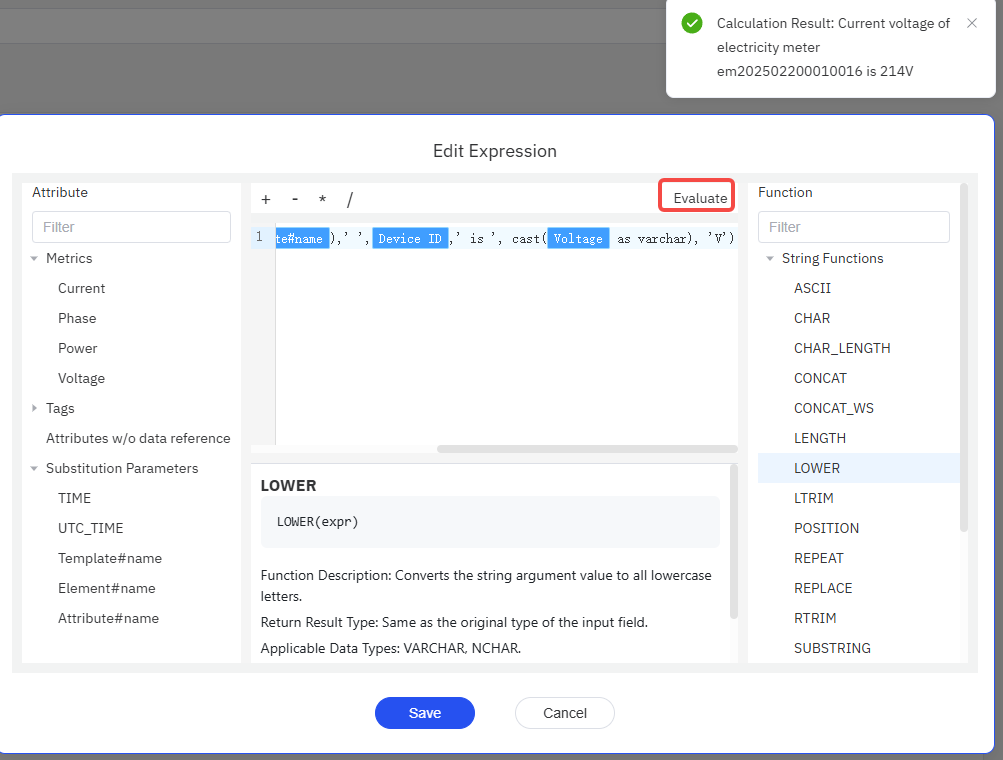 Calculation Result: Current voltage of
electricity meter
em202502200010016 is 214V
Edit Expression
Attribute
Filter
Metrics
Current
Phase
Power
Voltage
Tags
Attributes w/o data reference
Substitution Parameters
TIME
UTC_TIME
Template#name
Element#name
Attribute#name
+ - * /
Evaluate
1 te#name ),' ', Device ID ,' is ', cast( Voltage as varchar), 'V')
LOWER
LOWER(expr)
Function Description: Converts the string argument value to all lowercase
letters.
Return Result Type: Same as the original type of the input field.
Applicable Data Types: VARCHAR, NCHAR.
Function
Filter
String Functions
ASCII
CHAR
CHAR_LENGTH
CONCAT
CONCAT_WS
LENGTH
LOWER
LTRIM
POSITION
REPEAT
REPLACE
RTRIM
SUBSTRING
Save
Cancel